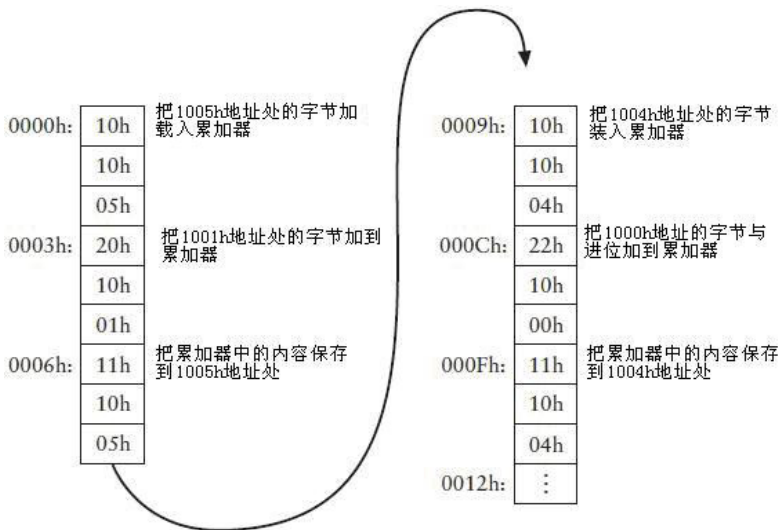 0000h: 10h 把1005h地址处的字节加
载入累加器
10h
05h
0003h: 20h 把1001h地址处的字节加到
累加器
10h
01h
0006h: 11h 把累加器中的内容保存
到1005h地址处
10h
05h
0009h: 10h 把1004h地址处的字节
装入累加器
10h
04h
000Ch: 22h 把1000h地址的字节与
进位加到累加器
10h
00h
000Fh: 11h 把累加器中的内容保存
到1004h地址处
10h
04h
0012h: ⋮